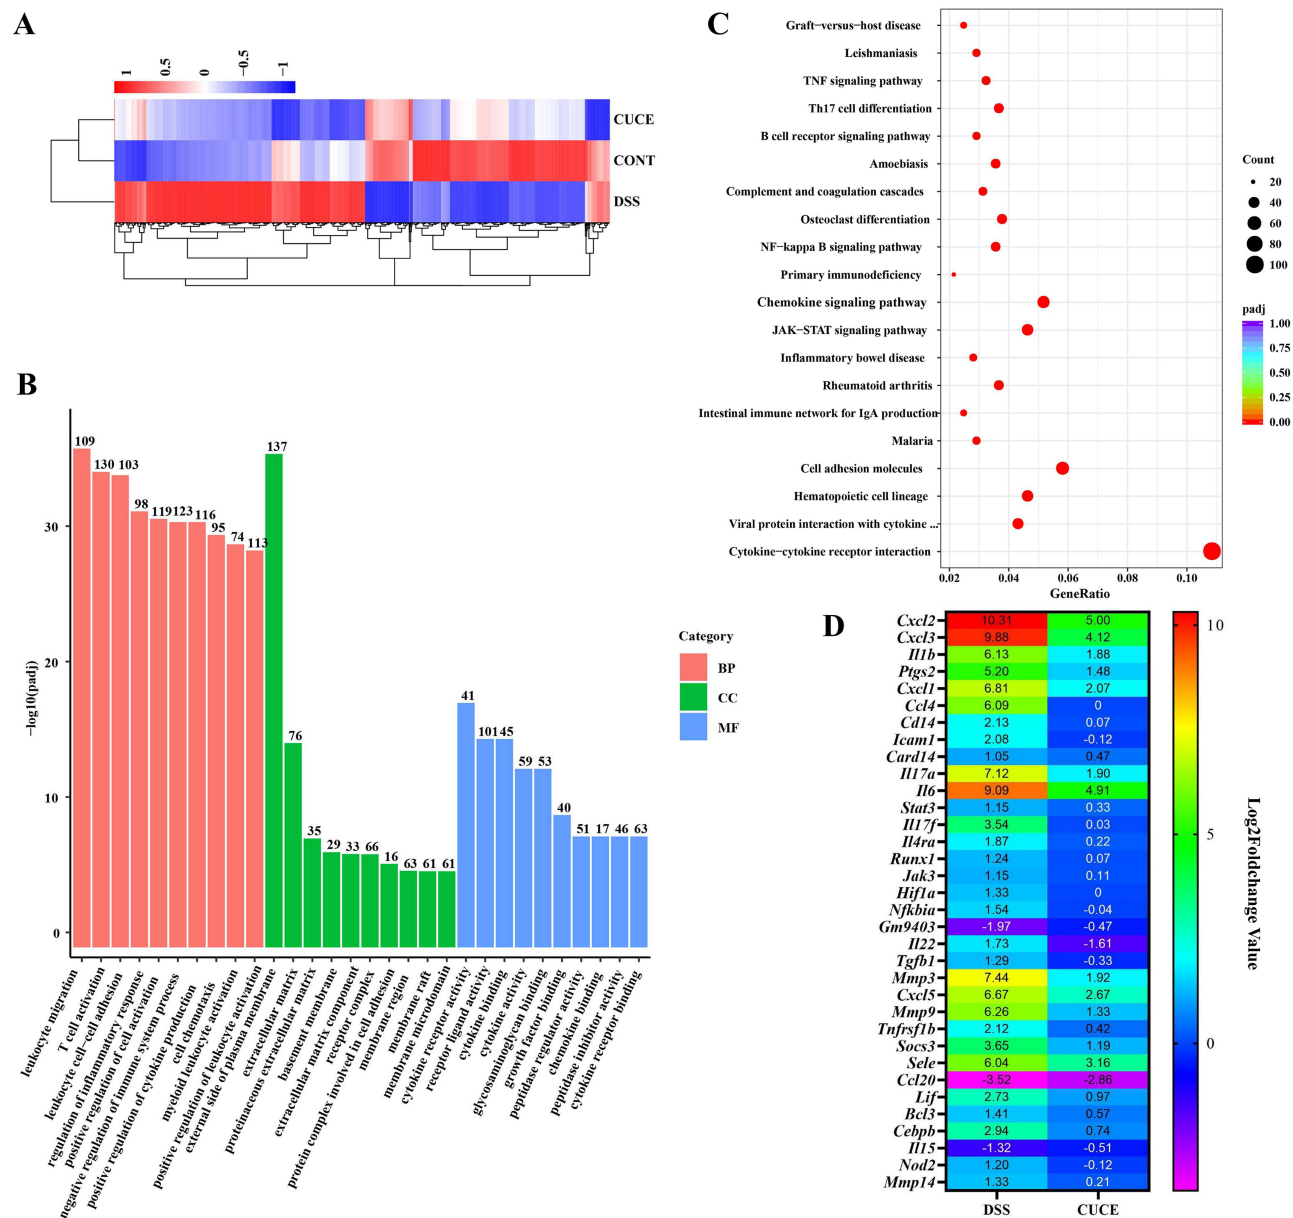 A
1
0.5
0
−0.5
−1
CUCE
CONT
DSS
B
−log10(padj)
30
20
10
0
109
130
103
98
119
123
116
95
74
113
137
76
35
29
33
66
16
63
61
61
41
101
45
59
53
40
51
17
46
63
leukocyte migration
T cell activation
leukocyte cell−cell adhesion
regulation of inflammatory response
positive regulation of cell activation
negative regulation of immune system process
positive regulation of cytokine production
cell chemotaxis
myeloid leukocyte activation
positive regulation of leukocyte activation
external side of plasma membrane
extracellular matrix
proteinaceous extracellular matrix
basement membrane
extracellular matrix component
receptor complex
protein complex involved in cell adhesion
membrane region
membrane raft
membrane microdomain
cytokine receptor activity
receptor ligand activity
cytokine binding
cytokine activity
glycosaminoglycan binding
growth factor binding
peptidase regulator activity
chemokine binding
peptidase inhibitor activity
cytokine receptor binding
Category
BP
CC
MF
C
Graft−versus−host disease
Leishmaniasis
TNF signaling pathway
Th17 cell differentiation
B cell receptor signaling pathway
Amoebiasis
Complement and coagulation cascades
Osteoclast differentiation
NF−kappa B signaling pathway
Primary immunodeficiency
Chemokine signaling pathway
JAK−STAT signaling pathway
Inflammatory bowel disease
Rheumatoid arthritis
Intestinal immune network for IgA production
Malaria
Cell adhesion molecules
Hematopoietic cell lineage
Viral protein interaction with cytokine ...
Cytokine−cytokine receptor interaction
0.02 0.04 0.06 0.08 0.10
GeneRatio
Count
20
40
60
80
100
padj
1.00
0.75
0.50
0.25
0.00
D
Cxcl2 10.31 5.00
Cxcl3 9.88 4.12
Il1b 6.13 1.88
Ptgs2 5.20 1.48
Cxcl1 6.81 2.07
Ccl4 6.09 0
Cd14 2.13 0.07
Icam1 2.08 -0.12
Card14 1.05 0.47
Il17a 7.12 1.90
Il6 9.09 4.91
Stat3 1.15 0.33
Il17f 3.54 0.03
Il4ra 1.87 0.22
Runx1 1.24 0.07
Jak3 1.15 0.11
Hif1a 1.33 0
Nfkbia 1.54 -0.04
Gm9403 -1.97 -0.47
Il22 1.73 -1.61
Tgfb1 1.29 -0.33
Mmp3 7.44 1.92
Cxcl5 6.67 2.67
Mmp9 6.26 1.33
Tnfrsf1b 2.12 0.42
Socs3 3.65 1.19
Sele 6.04 3.16
Ccl20 -3.52 -2.86
Lif 2.73 0.97
Bcl3 1.41 0.57
Cebpb 2.94 0.74
Il15 -1.32 -0.51
Nod2 1.20 -0.12
Mmp14 1.33 0.21
DSS CUCE
10
5
0
Log2Foldchange Value